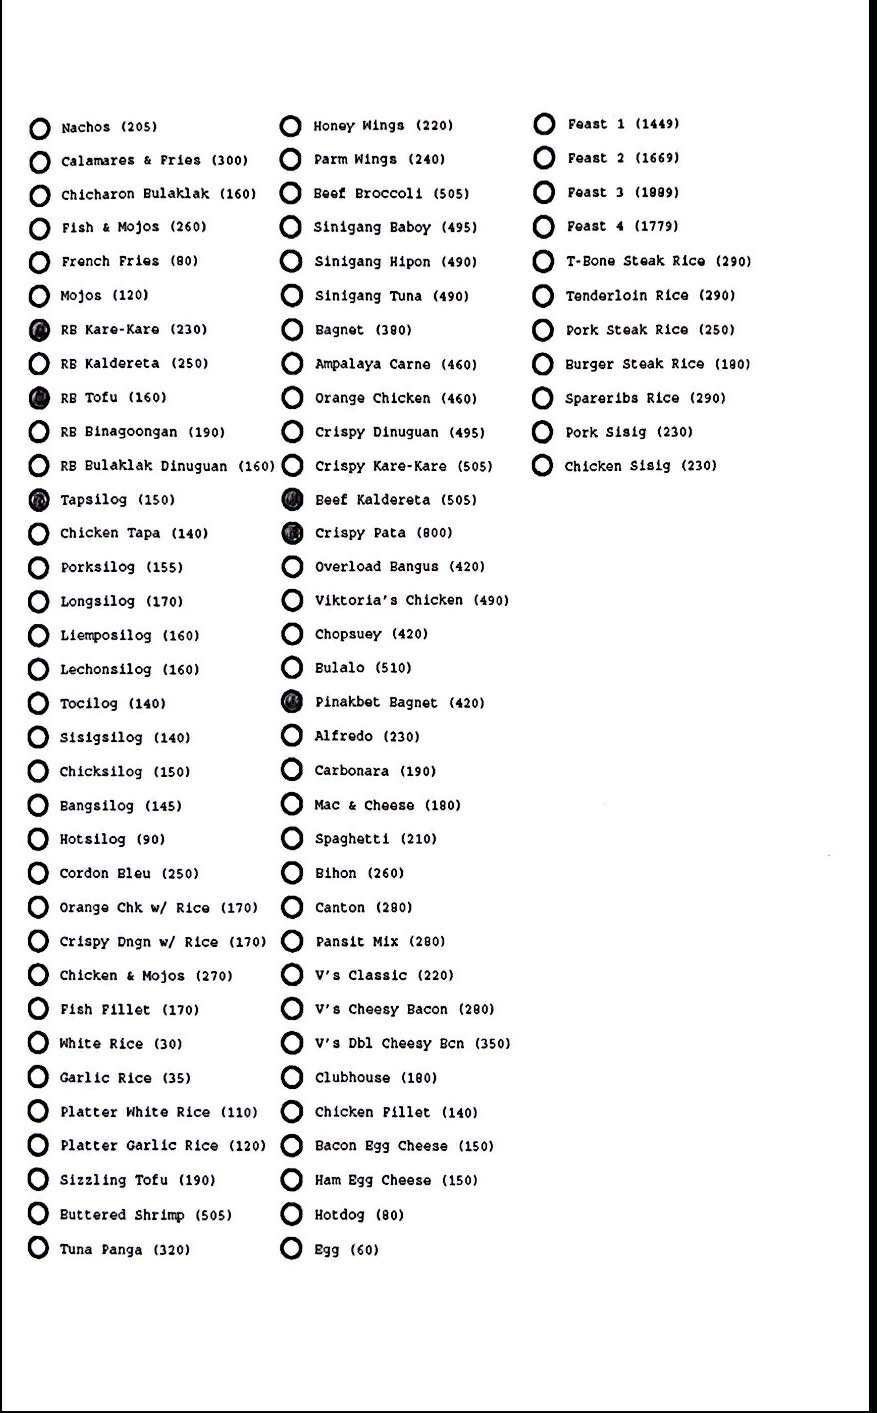 Nachos (205)
Calamares & Fries (300)
Chicharon Bulaklak (160)
Fish & Mojos (260)
French Fries (80)
Mojos (120)
RB Kare-Kare (230)
RB Kaldereta (250)
RB Tofu (160)
RB Binagoongan (190)
RB Bulaklak Dinuguan (160)
Tapsilog (150)
Chicken Tapa (140)
Porksilog (155)
Longsilog (170)
Liemposilog (160)
Lechonsilog (160)
Tocilog (140)
Sisigsilog (140)
Chicksilog (150)
Bangsilog (145)
Hotsilog (90)
Cordon Bleu (250)
Orange Chk w/ Rice (170)
Crispy Dngn w/ Rice (170)
Chicken & Mojos (270)
Fish Fillet (170)
White Rice (30)
Garlic Rice (35)
Platter White Rice (110)
Platter Garlic Rice (120)
Sizzling Tofu (190)
Buttered Shrimp (505)
Tuna Panga (320)
Honey Wings (220)
Parm Wings (240)
Beef Broccoli (505)
Sinigang Baboy (495)
Sinigang Hipon (490)
Sinigang Tuna (490)
Bagnet (380)
Ampalaya Carne (460)
Orange Chicken (460)
Crispy Dinuguan (495)
Crispy Kare-Kare (505)
Beef Kaldereta (505)
Crispy Pata (800)
Overload Bangus (420)
Viktoria's Chicken (490)
Chopsuey (420)
Bulalo (510)
Pinakbet Bagnet (420)
Alfredo (230)
Carbonara (190)
Mac & Cheese (180)
Spaghetti (210)
Bihon (260)
Canton (280)
Pansit Mix (280)
V's Classic (220)
V's Cheesy Bacon (280)
V's Dbl Cheesy Bcn (350)
Clubhouse (180)
Chicken Fillet (140)
Bacon Egg Cheese (150)
Ham Egg Cheese (150)
Hotdog (80)
Egg (60)
Feast 1 (1449)
Feast 2 (1669)
Feast 3 (1889)
Feast 4 (1779)
T-Bone Steak Rice (290)
Tenderloin Rice (290)
Pork Steak Rice (250)
Burger Steak Rice (180)
Spareribs Rice (290)
Pork Sisig (230)
Chicken Sisig (230)